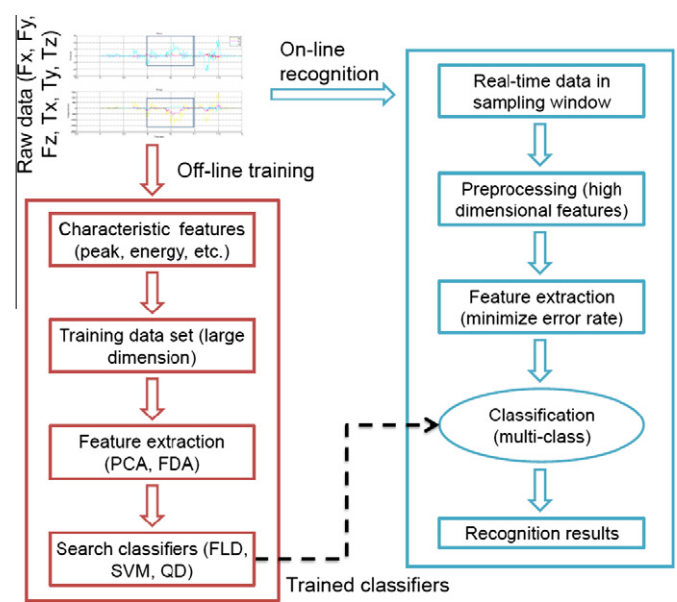 Raw data (Fx, Fy,
Fz, Tx, Ty, Tz)
On-line
recognition
Off-line training
Characteristic features
(peak, energy, etc.)
Training data set (large
dimension)
Feature extraction
(PCA, FDA)
Search classifiers (FLD,
SVM, QD)
Trained classifiers
Real-time data in
sampling window
Preprocessing (high
dimensional features)
Feature extraction
(minimize error rate)
Classification
(multi-class)
Recognition results